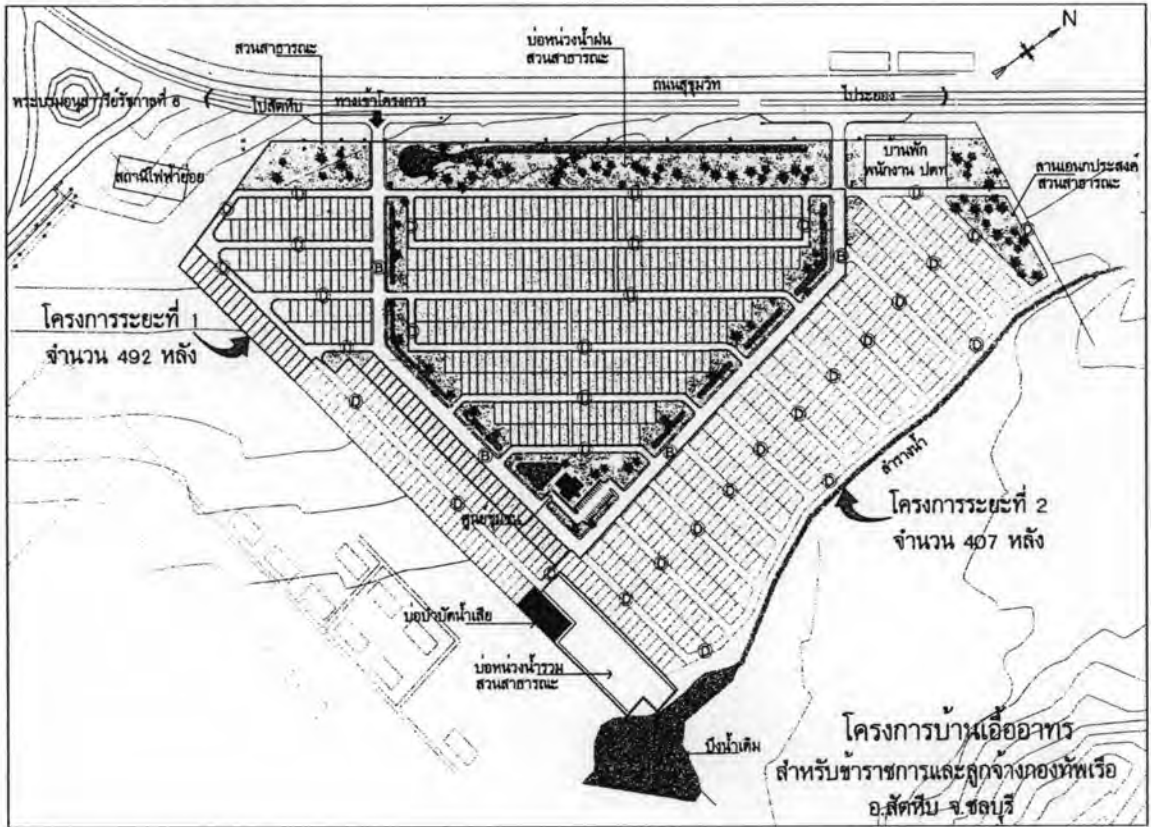 N
สวนสาธารณะ
บ่อหน่วงน้ำฝน
สวนสาธารณะ
ถนนสุขุมวิท
พระบรมอนุสาวรีย์รัชกาลที่ 8
ไปสัตหีบ
ทางเข้าโครงการ
ไประยอง
สถานีไฟฟ้าย่อย
บ้านพัก
พนักงาน ปตท
ลานเอนกประสงค์
สวนสาธารณะ
โครงการระยะที่ 1
จำนวน 492 หลัง
ลำรางน้ำ
โครงการระยะที่ 2
จำนวน 407 หลัง
ศูนย์ชุมชน
บ่อบำบัดน้ำเสีย
บ่อหน่วงน้ำรวม
สวนสาธารณะ
บึงน้ำเดิม
โครงการบ้านเอื้ออาทร
สำหรับข้าราชการและลูกจ้างกองทัพเรือ
อ.สัตหีบ จ.ชลบุรี